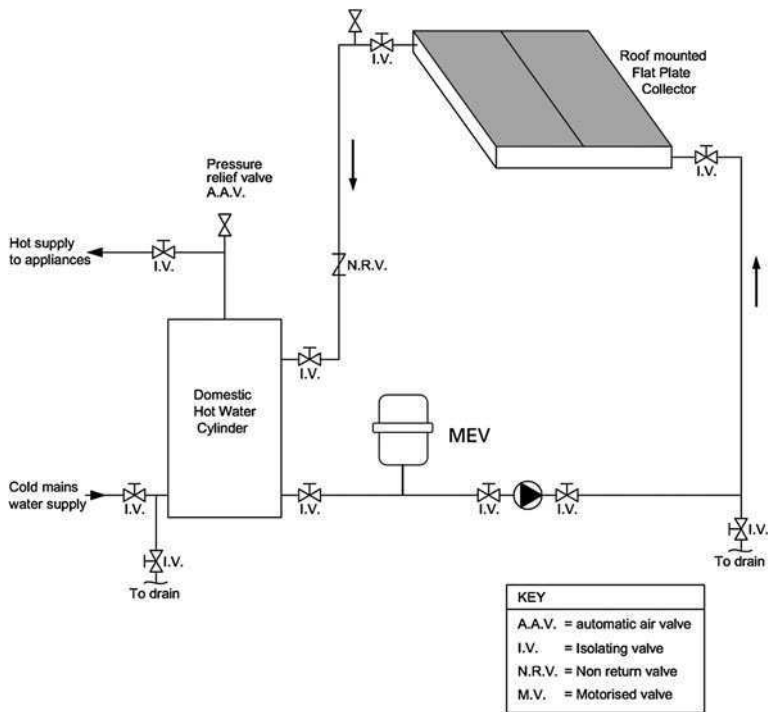 I.V.
Roof mounted
Flat Plate
Collector
I.V.
Pressure
relief valve
A.A.V.
Hot supply
to appliances
I.V.
N.R.V.
I.V.
Domestic
Hot Water
Cylinder
MEV
Cold mains
water supply
I.V.
I.V.
I.V.
I.V.
I.V.
To drain
I.V.
To drain
KEY
A.A.V. = automatic air valve
I.V. = Isolating valve
N.R.V. = Non return valve
M.V. = Motorised valve